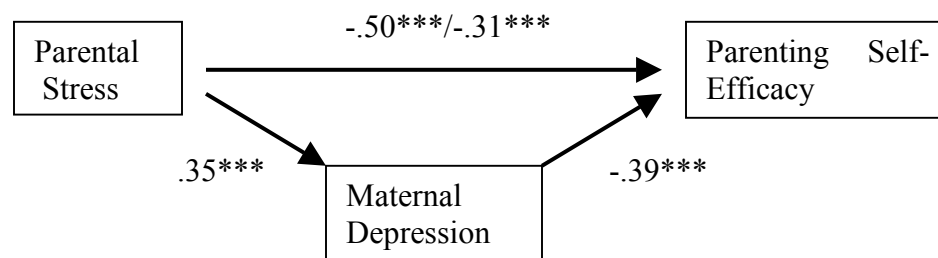 -.50***/-.31***
Parental
Stress
Parenting Self-
Efficacy
.35***
-.39***
Maternal
Depression